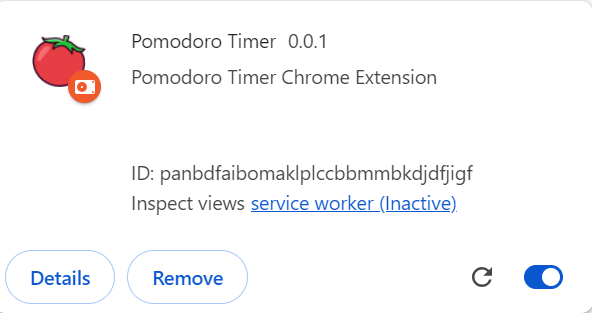 Pomodoro Timer 0.0.1
Pomodoro Timer Chrome Extension
ID: panbdfaibomaklplccbbmmbkdjdfjigf
Inspect views service worker (Inactive)
Details Remove